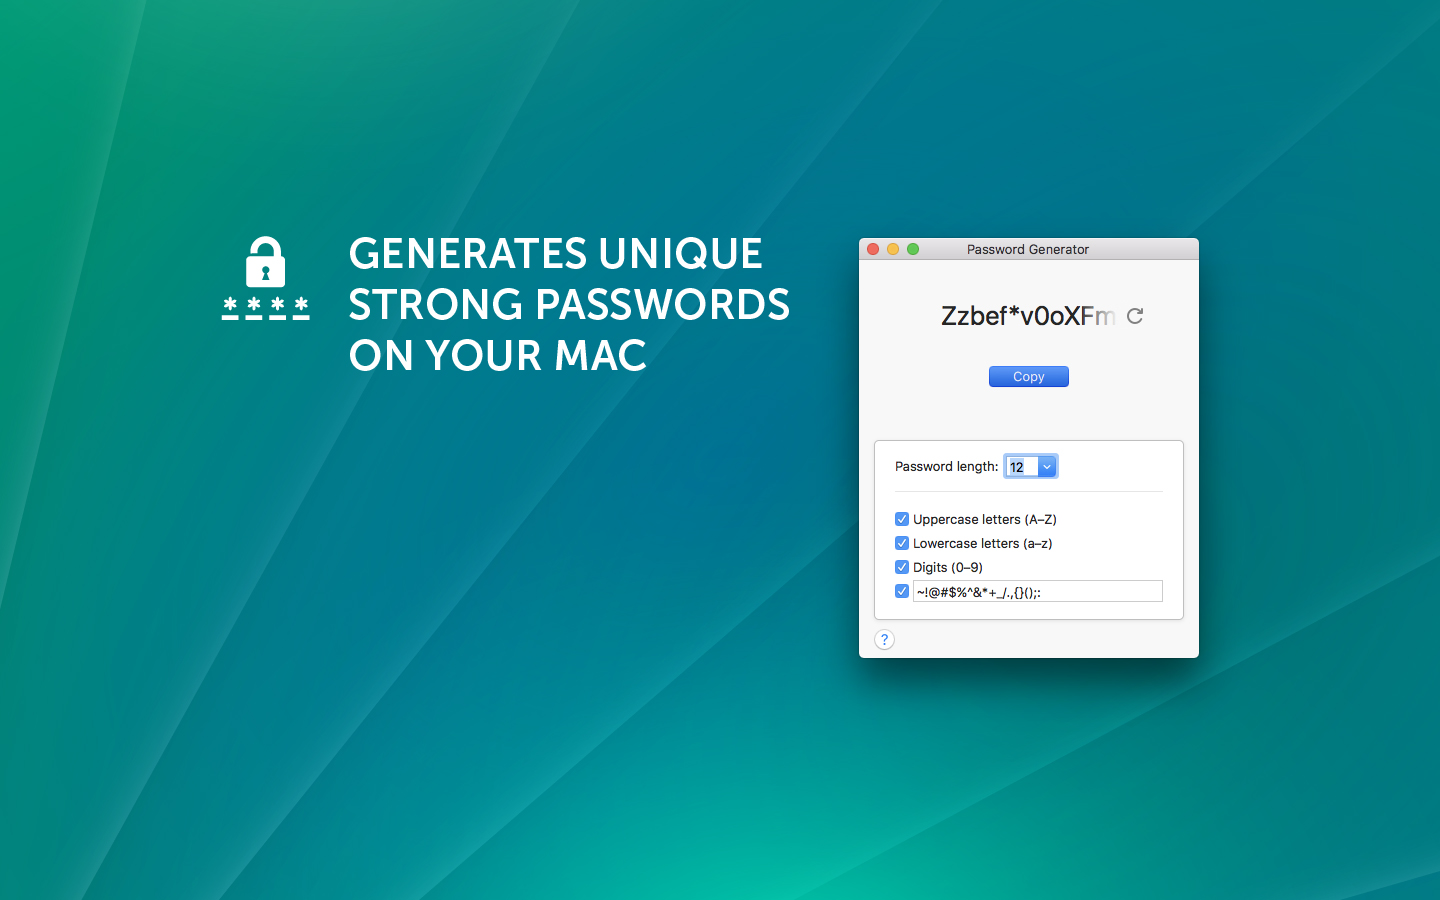 GENERATES UNIQUE
STRONG PASSWORDS
ON YOUR MAC
* * * *
Password Generator
Zzbef*v0oXFm
Copy
Password length: 12
Uppercase letters (A–Z)
Lowercase letters (a–z)
Digits (0–9)
~!@#$%^&*+_/.,{}();:
?